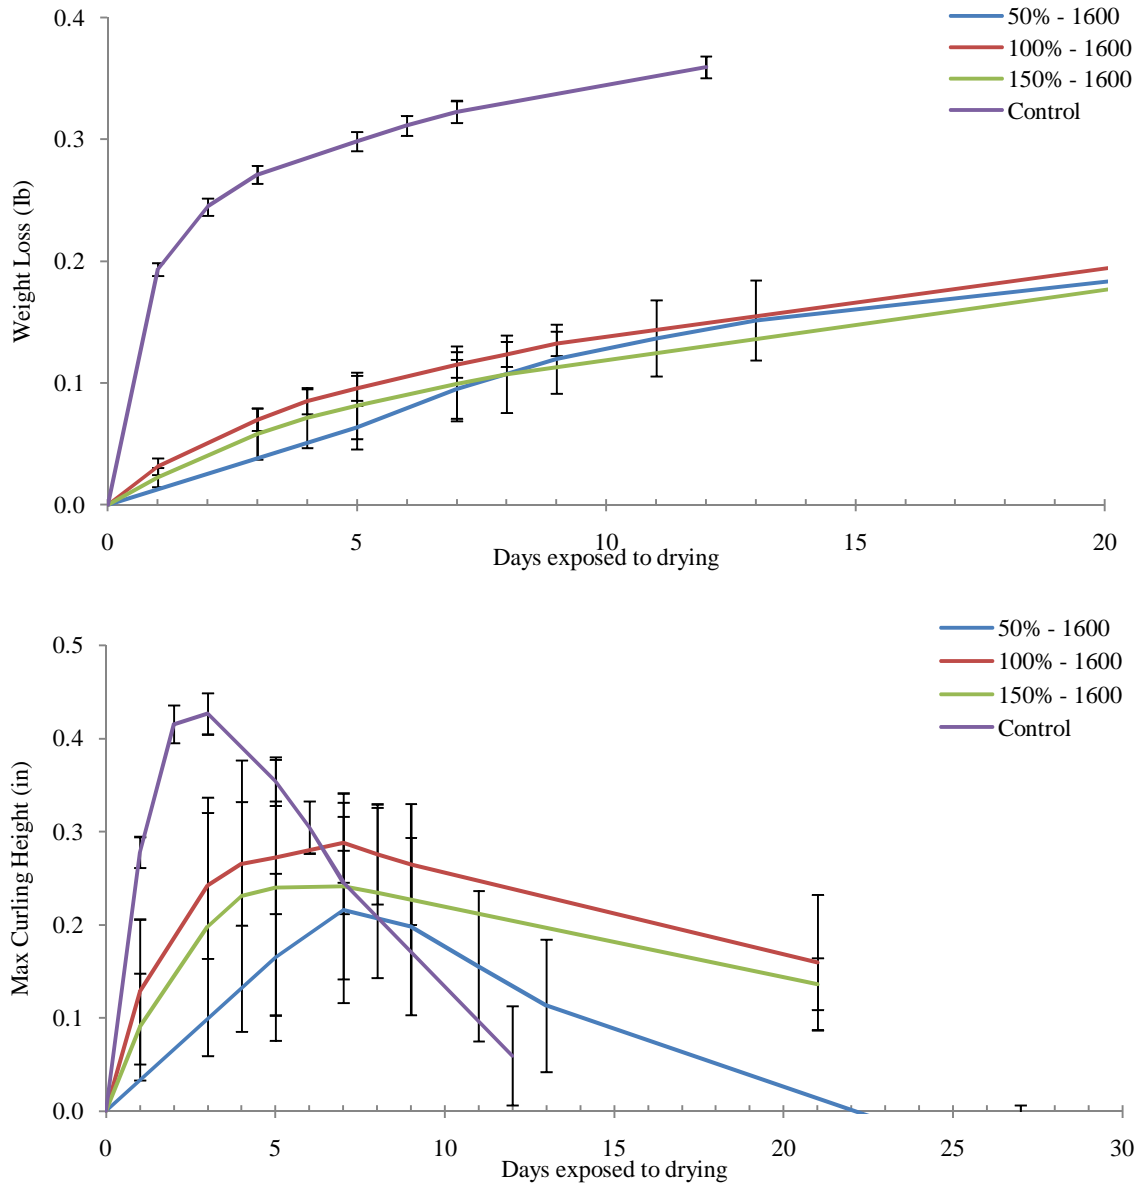 0.4
0.3
0.2
0.1
0.0
Weight Loss (lb)
50% - 1600
100% - 1600
150% - 1600
Control
0 5 10 15 20
Days exposed to drying
0.5
0.4
0.3
0.2
0.1
0.0
Max Curling Height (in)
50% - 1600
100% - 1600
150% - 1600
Control
0 5 10 15 20 25 30
Days exposed to drying